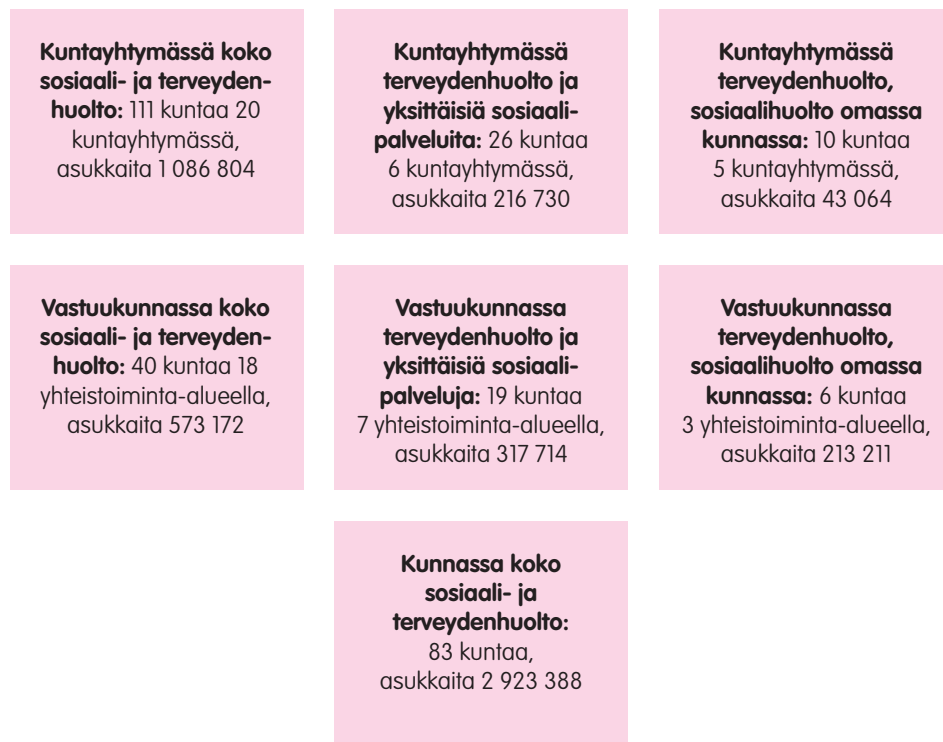 Kuntayhtymässä koko
sosiaali- ja terveyden-
huolto: 111 kuntaa 20
kuntayhtymässä,
asukkaita 1 086 804
Kuntayhtymässä
terveydenhuolto ja
yksittäisiä sosiaali-
palveluita: 26 kuntaa
6 kuntayhtymässä,
asukkaita 216 730
Kuntayhtymässä
terveydenhuolto,
sosiaalihuolto omassa
kunnassa: 10 kuntaa
5 kuntayhtymässä,
asukkaita 43 064
Vastuukunnassa koko
sosiaali- ja terveyden-
huolto: 40 kuntaa 18
yhteistoiminta-alueella,
asukkaita 573 172
Vastuukunnassa
terveydenhuolto ja
yksittäisiä sosiaali-
palveluja: 19 kuntaa
7 yhteistoiminta-alueella,
asukkaita 317 714
Vastuukunnassa
terveydenhuolto,
sosiaalihuolto omassa
kunnassa: 6 kuntaa
3 yhteistoiminta-alueella,
asukkaita 213 211
Kunnassa koko
sosiaali- ja
terveydenhuolto:
83 kuntaa,
asukkaita 2 923 388